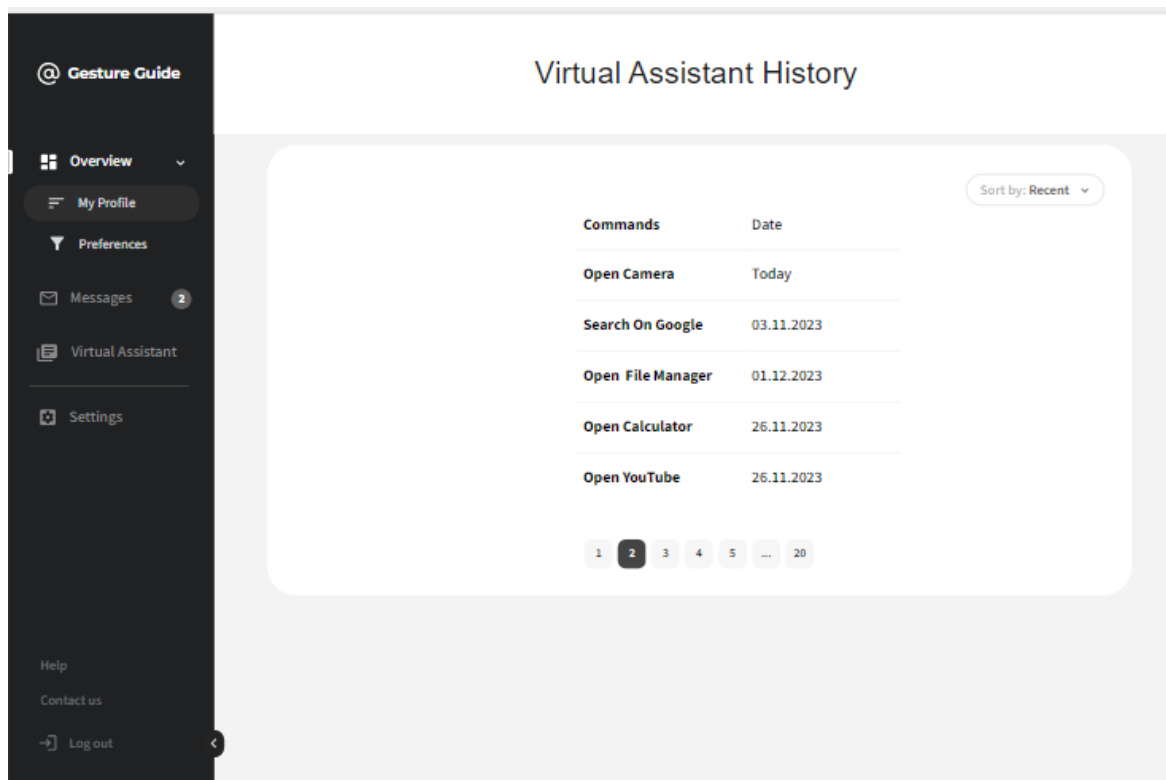 @ Gesture Guide
Virtual Assistant History
Overview
My Profile
Preferences
Messages 2
Virtual Assistant
Settings
Help
Contact us
Log out
Sort by: Recent
Commands Date
Open Camera Today
Search On Google 03.11.2023
Open File Manager 01.12.2023
Open Calculator 26.11.2023
Open YouTube 26.11.2023
1 2 3 4 5 ... 20